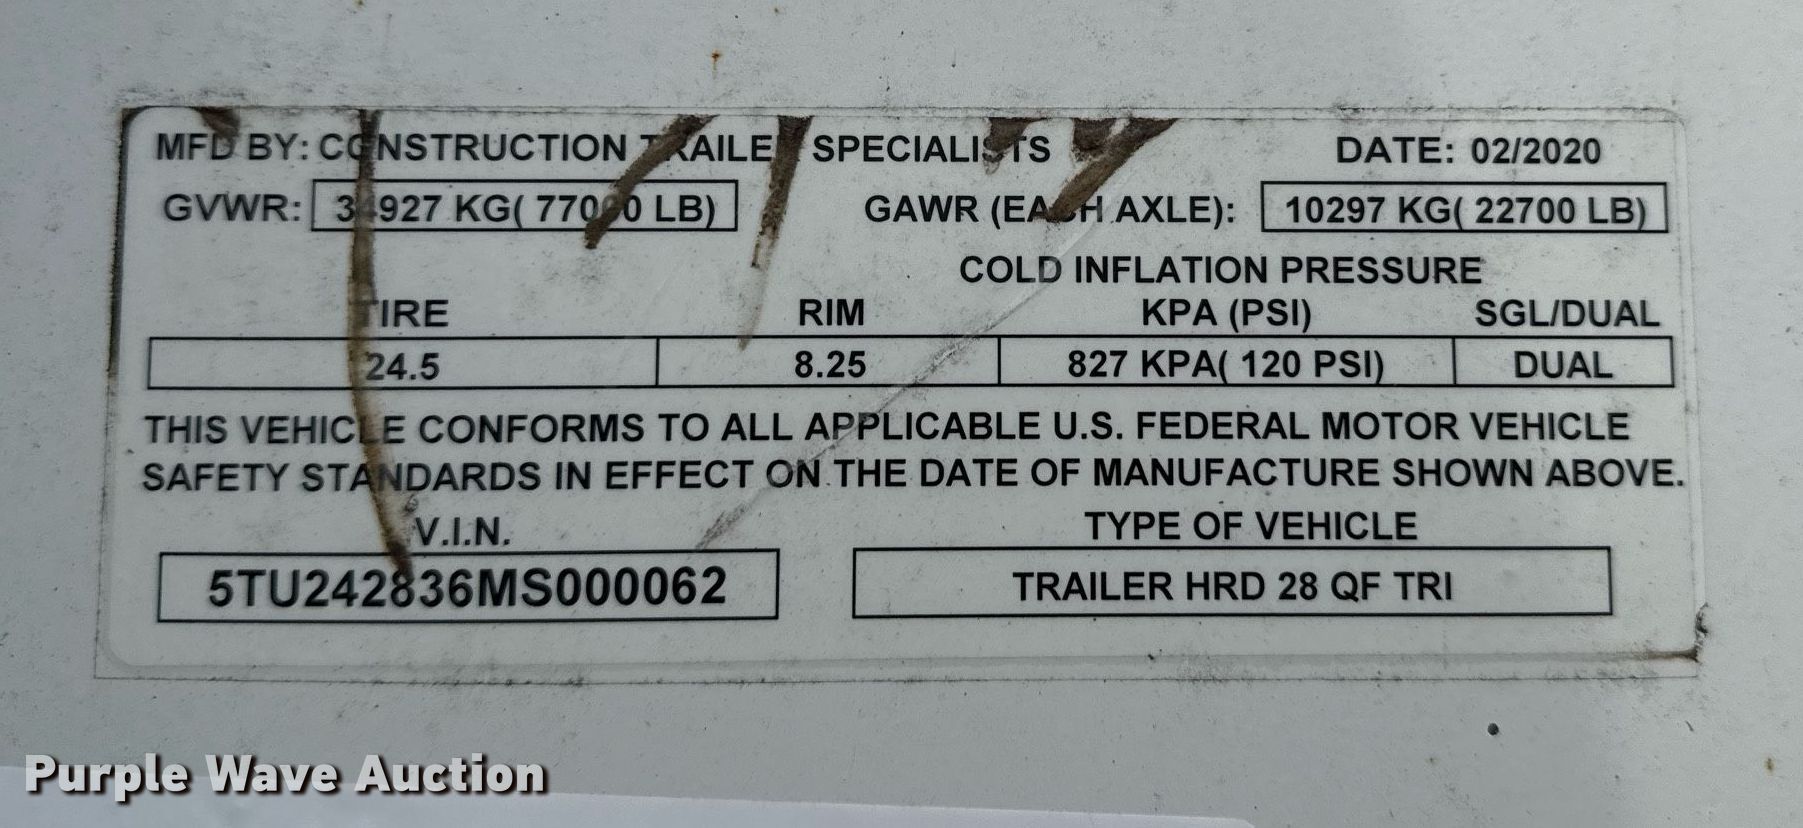 MFD BY: CONSTRUCTION TRAILER SPECIALISTS DATE: 02/2020
GVWR: 34927 KG( 77000 LB) GAWR (EACH AXLE): 10297 KG( 22700 LB)
COLD INFLATION PRESSURE
TIRE RIM KPA (PSI) SGL/DUAL
24.5 8.25 827 KPA( 120 PSI) DUAL
THIS VEHICLE CONFORMS TO ALL APPLICABLE U.S. FEDERAL MOTOR VEHICLE
SAFETY STANDARDS IN EFFECT ON THE DATE OF MANUFACTURE SHOWN ABOVE.
V.I.N. TYPE OF VEHICLE
5TU242836MS000062 TRAILER HRD 28 QF TRI
Purple Wave Auction